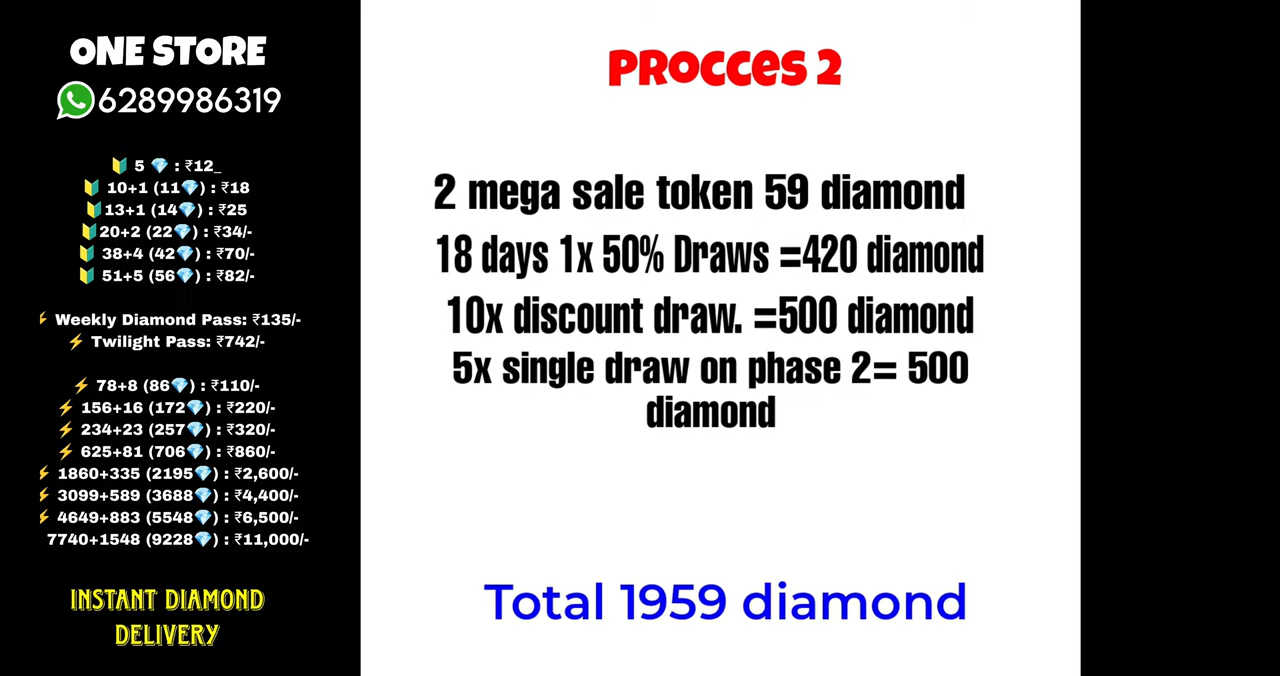 ONE STORE
6289986319
🔰 5 💎 : ₹12_
🔰 10+1 (11💎) : ₹18
🔰13+1 (14💎) : ₹25
🔰20+2 (22💎) : ₹34/-
🔰 38+4 (42💎) : ₹70/-
🔰 51+5 (56💎) : ₹82/-
⚡ Weekly Diamond Pass: ₹135/-
⚡ Twilight Pass: ₹742/-
⚡ 78+8 (86💎) : ₹110/-
⚡ 156+16 (172💎) : ₹220/-
⚡ 234+23 (257💎) : ₹320/-
⚡ 625+81 (706💎) : ₹860/-
⚡ 1860+335 (2195💎) : ₹2,600/-
⚡ 3099+589 (3688💎) : ₹4,400/-
⚡ 4649+883 (5548💎) : ₹6,500/-
7740+1548 (9228💎) : ₹11,000/-
INSTANT DIAMOND
DELIVERY
PROCCES 2
2 mega sale token 59 diamond
18 days 1x 50% Draws =420 diamond
10x discount draw. =500 diamond
5x single draw on phase 2= 500
diamond
Total 1959 diamond